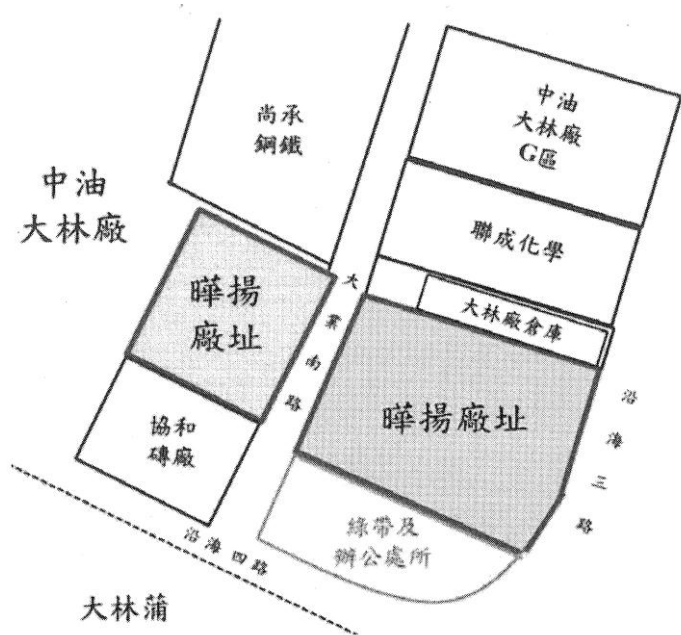 尚承
鋼鐵
中油
大林廠
G區
中油
大林廠
聯成化學
曄揚
廠址
大業南路
大林廠倉庫
曄揚廠址
沿海三路
協和
磚廠
綠帶及
辦公處所
沿海四路
大林蒲